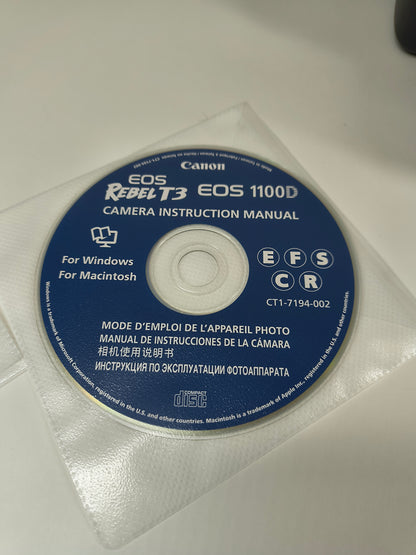 Canon
EOS
REBEL T3 EOS 1100D
CAMERA INSTRUCTION MANUAL
For Windows
For Macintosh
E F S
C R
CT1-7194-002
MODE D'EMPLOI DE L'APPAREIL PHOTO
MANUAL DE INSTRUCCIONES DE LA CÁMARA
相机使用说明书
ИНСТРУКЦИЯ ПО ЭКСПЛУАТАЦИИ ФОТОАППАРАТА
COMPACT
disc
Windows is a trademark of Microsoft Corporation, registered in the U.S. and other countries. Macintosh is a trademark of Apple Inc., registered in the U.S. and other countries.